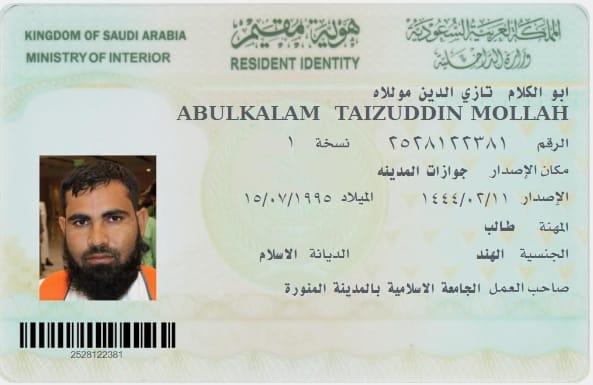 KINGDOM OF SAUDI ARABIA
MINISTRY OF INTERIOR
هوية مقيم
RESIDENT IDENTITY
المملكة العربية السعودية
وزارة الداخلية
ابو الكلام تازي الدين موللاه
ABULKALAM TAIZUDDIN MOLLAH
الرقم ٢٥٢٨١٢٢٣٨١ نسخة ١
مكان الإصدار جوازات المدينه
الإصدار ١٤٤٤/٠٢/١١ الميلاد ١٥/٠٧/١٩٩٥
المهنة طالب
الجنسية الهند الديانة الاسلام
صاحب العمل الجامعة الاسلامية بالمدينة المنورة
2528122381